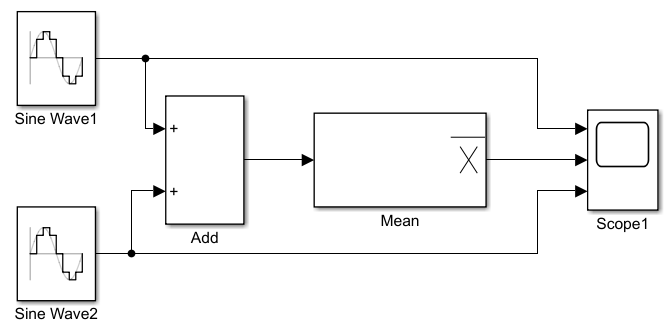 Sine Wave1
+
+
Add
X
Mean
Scope1
Sine Wave2